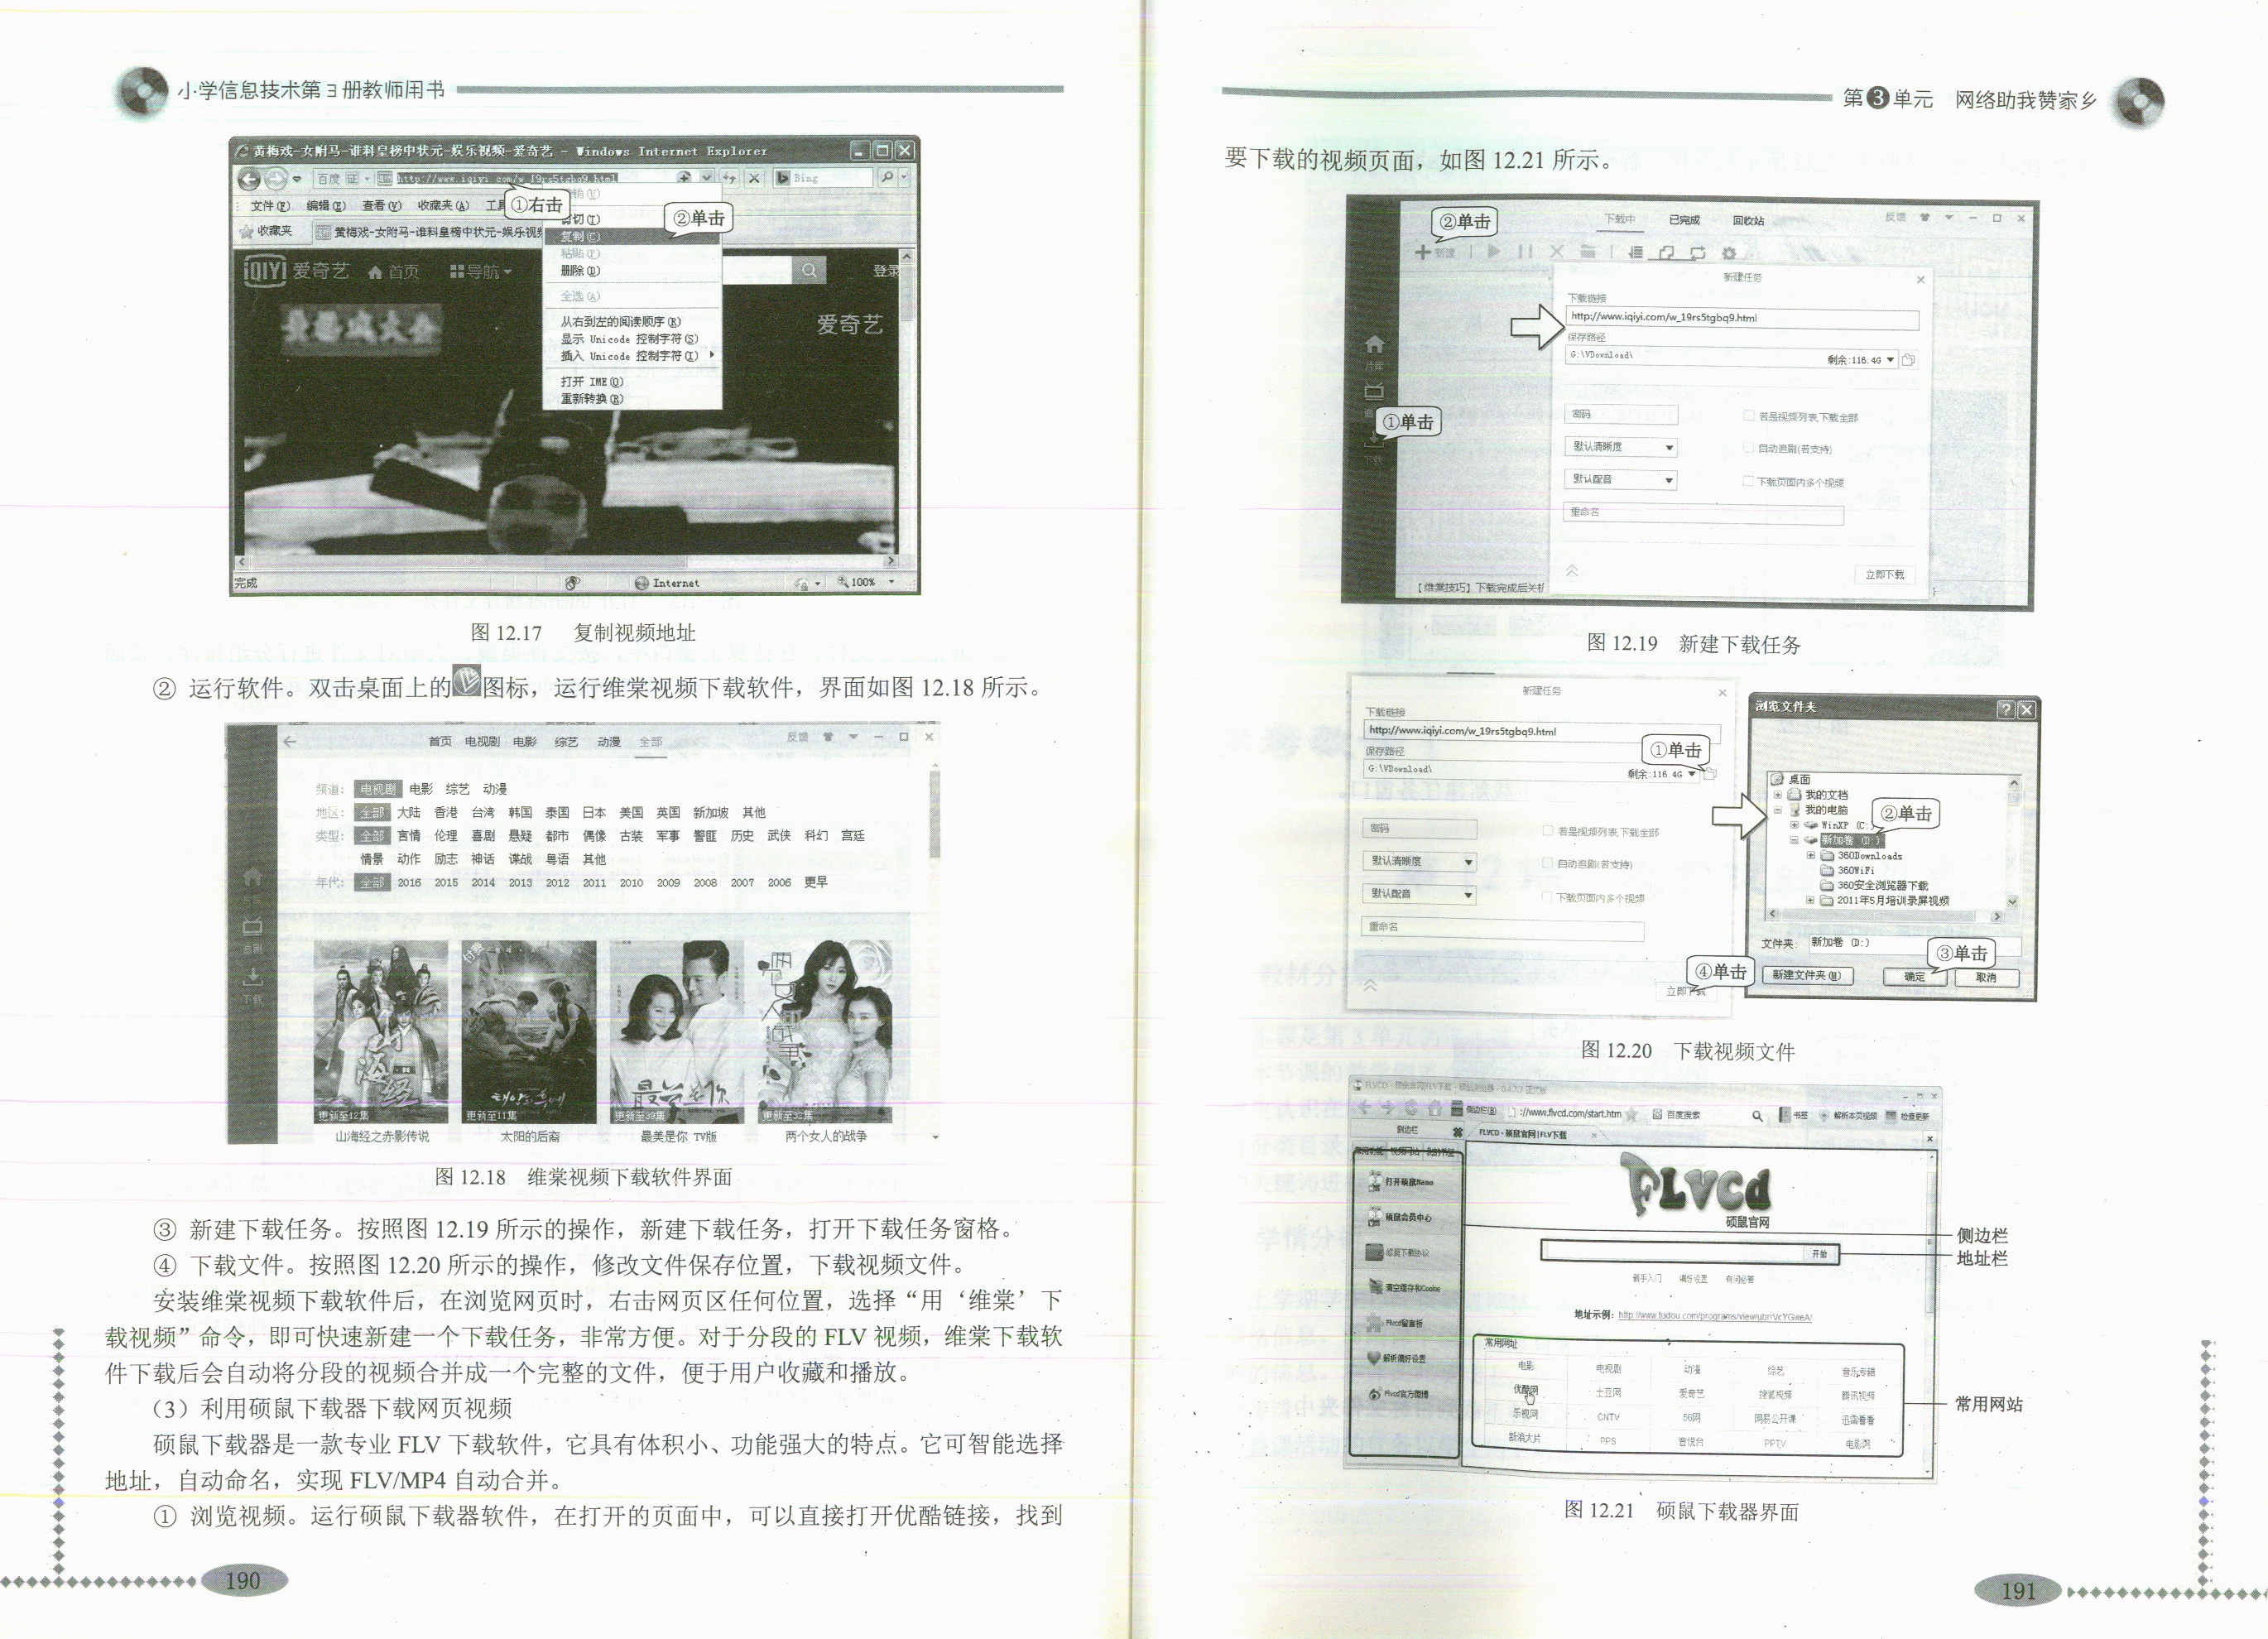 小学信息技术第3册教师用书
黄梅戏-女附马-谁料皇榜中状元-娱乐视频-爱奇艺 - Windows Internet Explorer
百度 http://www.iqiyi.com/w_19rs5tgbq9.html Bing
文件(F) 编辑(E) 查看(V) 收藏夹(A)
①右击
②单击
收藏夹 黄梅戏-女附马-谁料皇榜中状元-娱乐视频
剪切(T)
复制(C)
粘贴(P)
删除(D)
全选(A)
从右到左的阅读顺序(R)
显示 Unicode 控制字符(S)
插入 Unicode 控制字符(I)
打开 IME(O)
重新转换(R)
iQIYI 爱奇艺 首页 导航 登录
爱奇艺
完成 Internet 100%
图 12.17 复制视频地址
② 运行软件。双击桌面上的图标，运行维棠视频下载软件，界面如图 12.18 所示。
首页 电视剧 电影 综艺 动漫 全部 反馈
频道： 电视剧 电影 综艺 动漫
地区： 全部 大陆 香港 台湾 韩国 泰国 日本 美国 英国 新加坡 其他
类型： 全部 言情 伦理 喜剧 悬疑 都市 偶像 古装 军事 警匪 历史 武侠 科幻 宫廷
情景 动作 励志 神话 谍战 粤语 其他
年代： 全部 2016 2015 2014 2013 2012 2011 2010 2009 2008 2007 2006 更早
追剧
下载
付费
更新至12集 更新至11集 更新至39集 更新至32集
山海经之赤影传说 太阳的后裔 最美是你 TV版 两个女人的战争
图 12.18 维棠视频下载软件界面
③ 新建下载任务。按照图 12.19 所示的操作，新建下载任务，打开下载任务窗格。
④ 下载文件。按照图 12.20 所示的操作，修改文件保存位置，下载视频文件。
安装维棠视频下载软件后，在浏览网页时，右击网页区任何位置，选择“用‘维棠’下
载视频”命令，即可快速新建一个下载任务，非常方便。对于分段的 FLV 视频，维棠下载软
件下载后会自动将分段的视频合并成一个完整的文件，便于用户收藏和播放。
（3）利用硕鼠下载器下载网页视频
硕鼠下载器是一款专业 FLV 下载软件，它具有体积小、功能强大的特点。它可智能选择
地址，自动命名，实现 FLV/MP4 自动合并。
① 浏览视频。运行硕鼠下载器软件，在打开的页面中，可以直接打开优酷链接，找到
190
第3单元 网络助我赞家乡
要下载的视频页面，如图 12.21 所示。
②单击
下载中 已完成 回收站 反馈
新建
新建任务
下载链接
http://www.iqiyi.com/w_19rs5tgbq9.html
保存路径
G:\VDownload\ 剩余:116.4G
片库
①单击
下载
密码 若是视频列表,下载全部
默认清晰度 自动追剧(若支持)
默认配音 下载页面内多个视频
重命名
立即下载
【维棠技巧】下载完成后关机
图 12.19 新建下载任务
新建任务
下载链接
http://www.iqiyi.com/w_19rs5tgbq9.html
保存路径
G:\VDownload\ 剩余:116.4G
①单击
密码 若是视频列表,下载全部
默认清晰度 自动追剧(若支持)
默认配音 下载页面内多个视频
重命名
④单击
立即下载
浏览文件夹
桌面
我的文档
我的电脑
WinXP (C:)
②单击
新加卷 (D:)
360Downloads
360WiFi
360安全浏览器下载
2011年5月培训录屏视频
文件夹： 新加卷 (D:)
③单击
新建文件夹(M) 确定 取消
图 12.20 下载视频文件
FLVCD - 硕鼠官网|FLV下载
侧边栏(B) ://www.flvcd.com/start.htm 百度搜索 书签 解析本页视频 检查更新
侧边栏 FLVCD - 硕鼠官网|FLV下载
打开硕鼠Nano
硕鼠会员中心
修复下载协议
清空缓存和Cookie
Flvcd留言板
解析偏好设置
Flvcd官方微博
FLVCD
硕鼠官网
开始
新手入门 偏好设置 有问必答
地址示例： http://www.tudou.com/programs/view/ubrrVcYGweA/
常用网址
电影 电视剧 动漫 综艺 音乐专辑
优酷网 土豆网 爱奇艺 搜狐视频 腾讯视频
乐视网 CNTV 56网 网易公开课 迅雷看看
新浪大片 PPS 音悦台 PPTV 电影网
侧边栏
地址栏
常用网站
图 12.21 硕鼠下载器界面
191